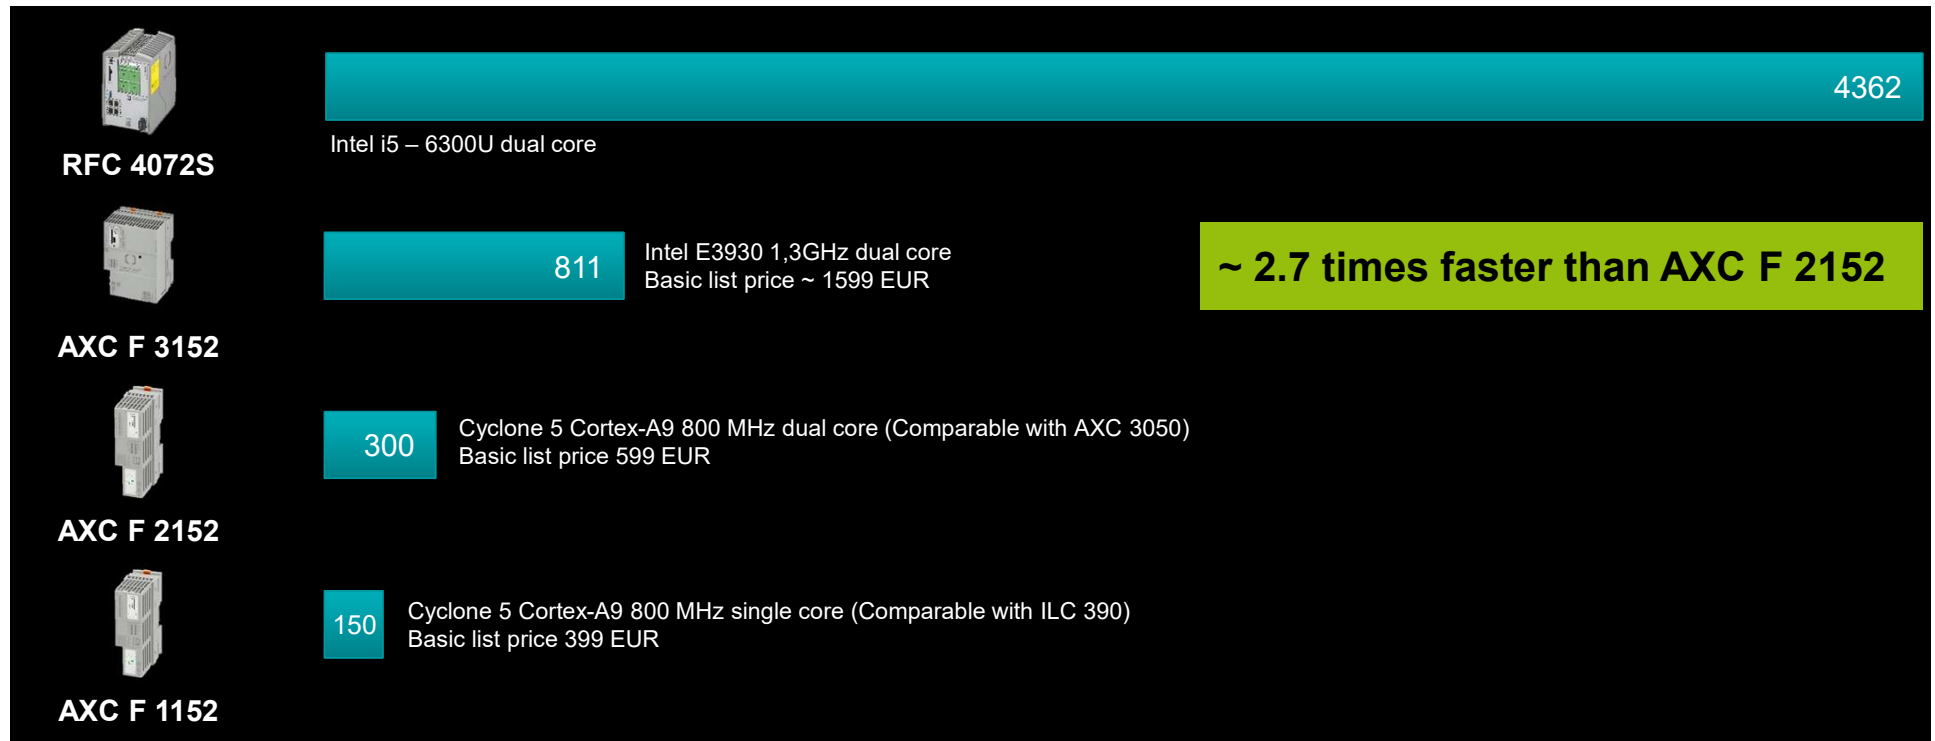 4362
Intel i5 – 6300U dual core
RFC 4072S
811
Intel E3930 1,3GHz dual core
Basic list price ~ 1599 EUR
~ 2.7 times faster than AXC F 2152
AXC F 3152
300
Cyclone 5 Cortex-A9 800 MHz dual core (Comparable with AXC 3050)
Basic list price 599 EUR
AXC F 2152
150
Cyclone 5 Cortex-A9 800 MHz single core (Comparable with ILC 390)
Basic list price 399 EUR
AXC F 1152